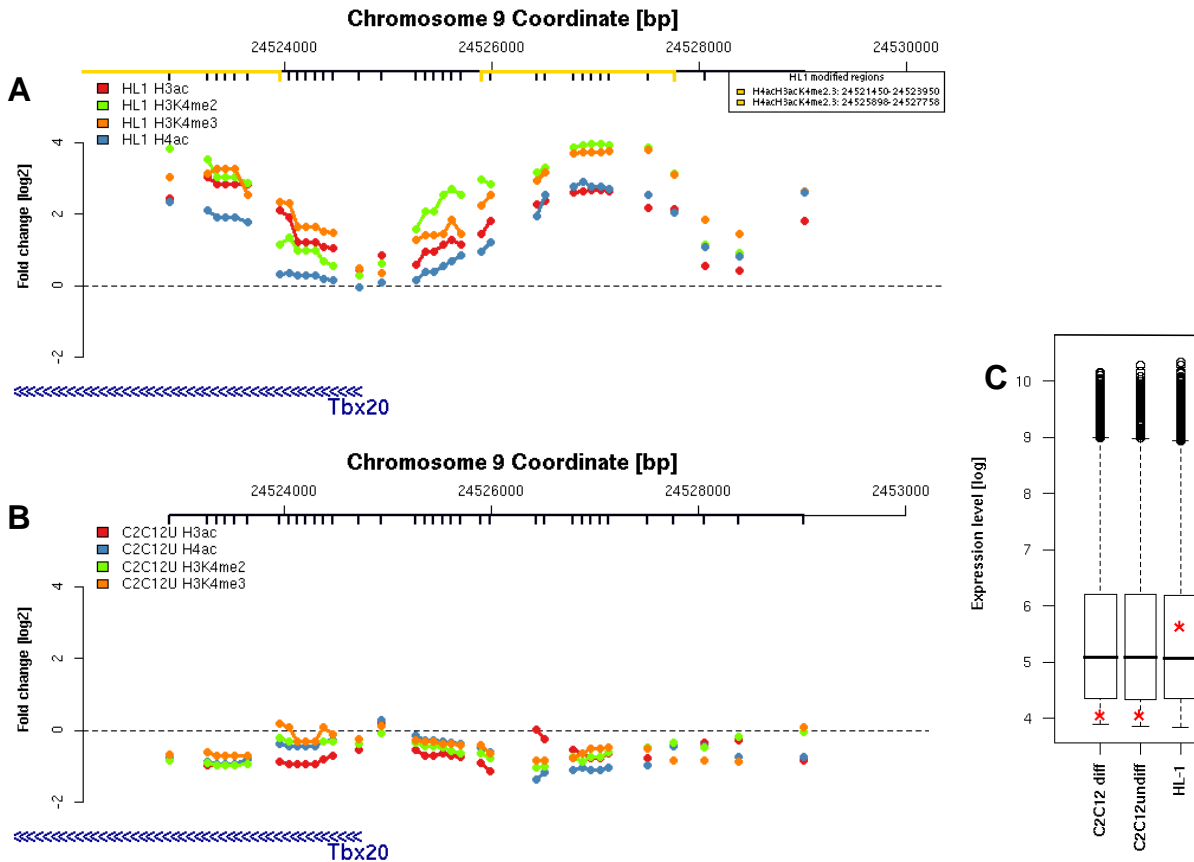 Chromosome 9 Coordinate [bp]
24524000 24526000 24528000 24530000
A
HL1 H3ac
HL1 H3K4me2
HL1 H3K4me3
HL1 H4ac
HL1 modified regions
H4acH3acK4me2.3: 24521450-24523950
H4acH3acK4me2.3: 24525898-24527758
Fold change [log2]
4
2
0
-2
Tbx20
Chromosome 9 Coordinate [bp]
24524000 24526000 24528000 2453000
B
C2C12U H3ac
C2C12U H4ac
C2C12U H3K4me2
C2C12U H3K4me3
Fold change [log2]
4
2
0
-2
Tbx20
C
Expression level [log]
10
9
8
7
6
5
4
C2C12 diff
C2C12undiff
HL-1